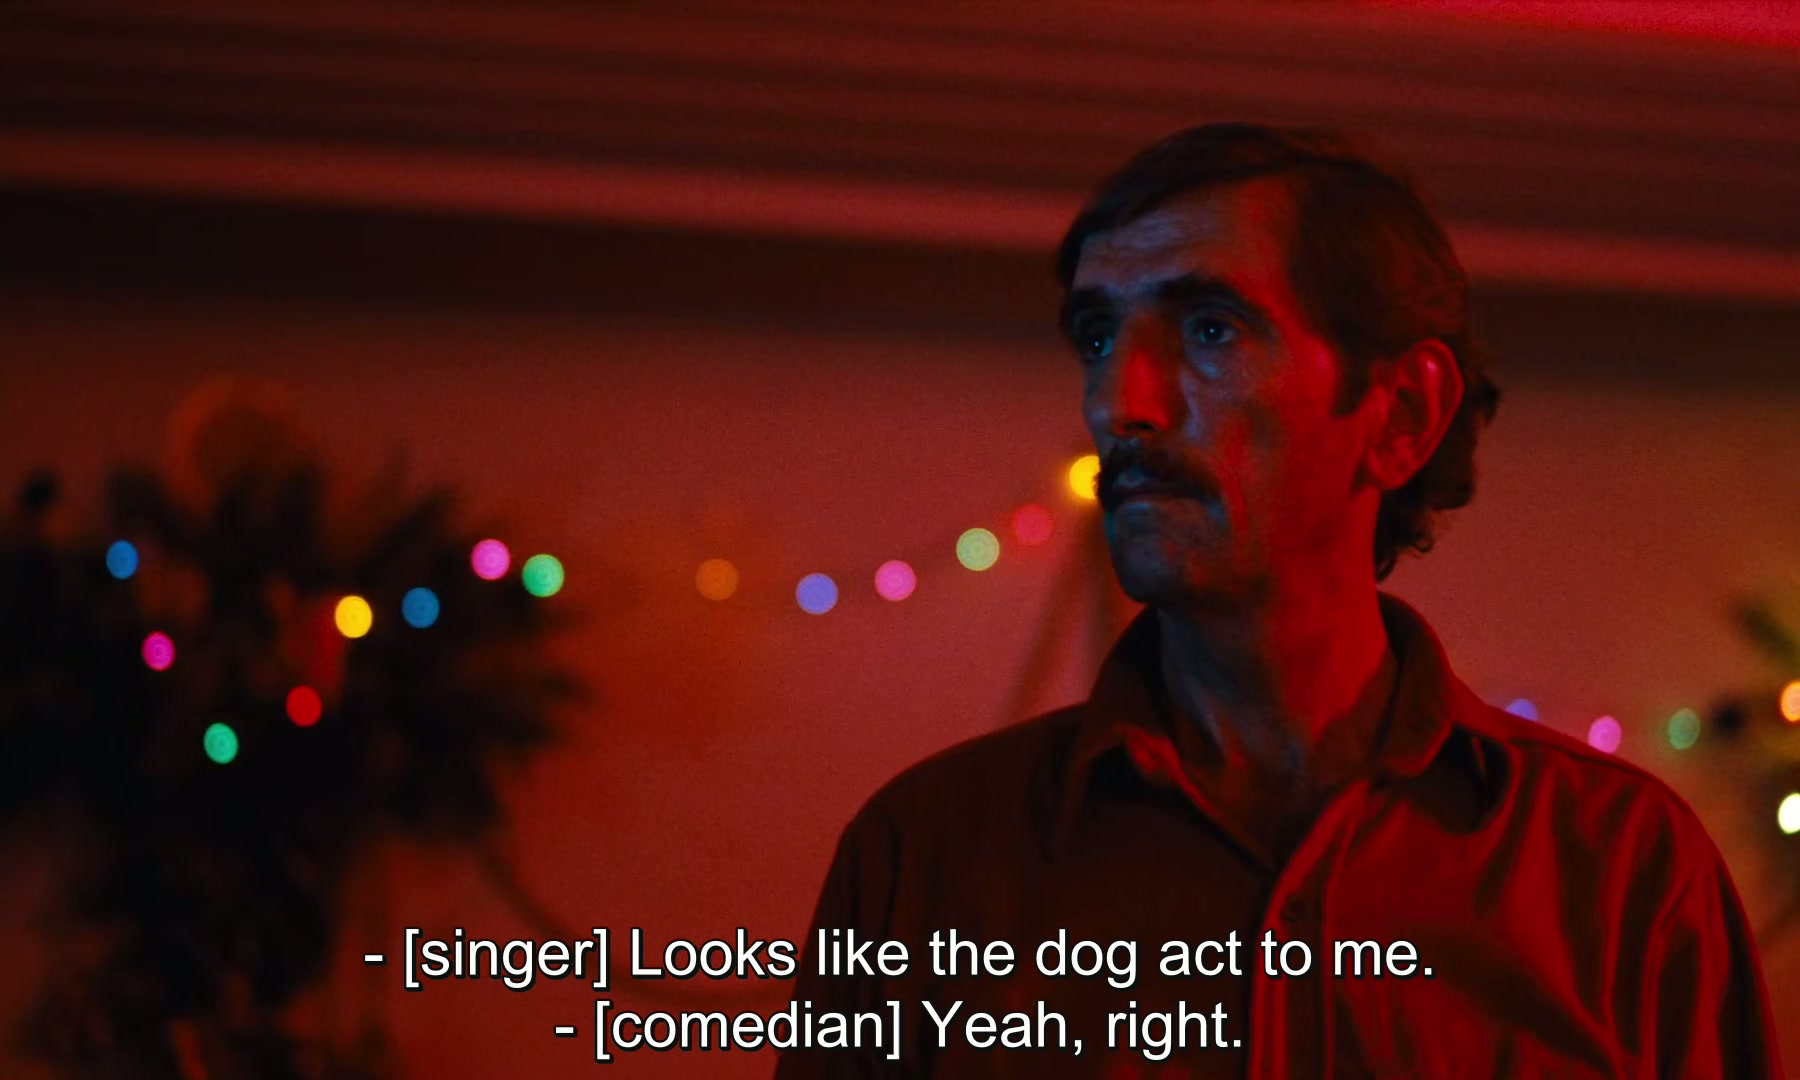 - [singer] Looks like the dog act to me.
- [comedian] Yeah, right.